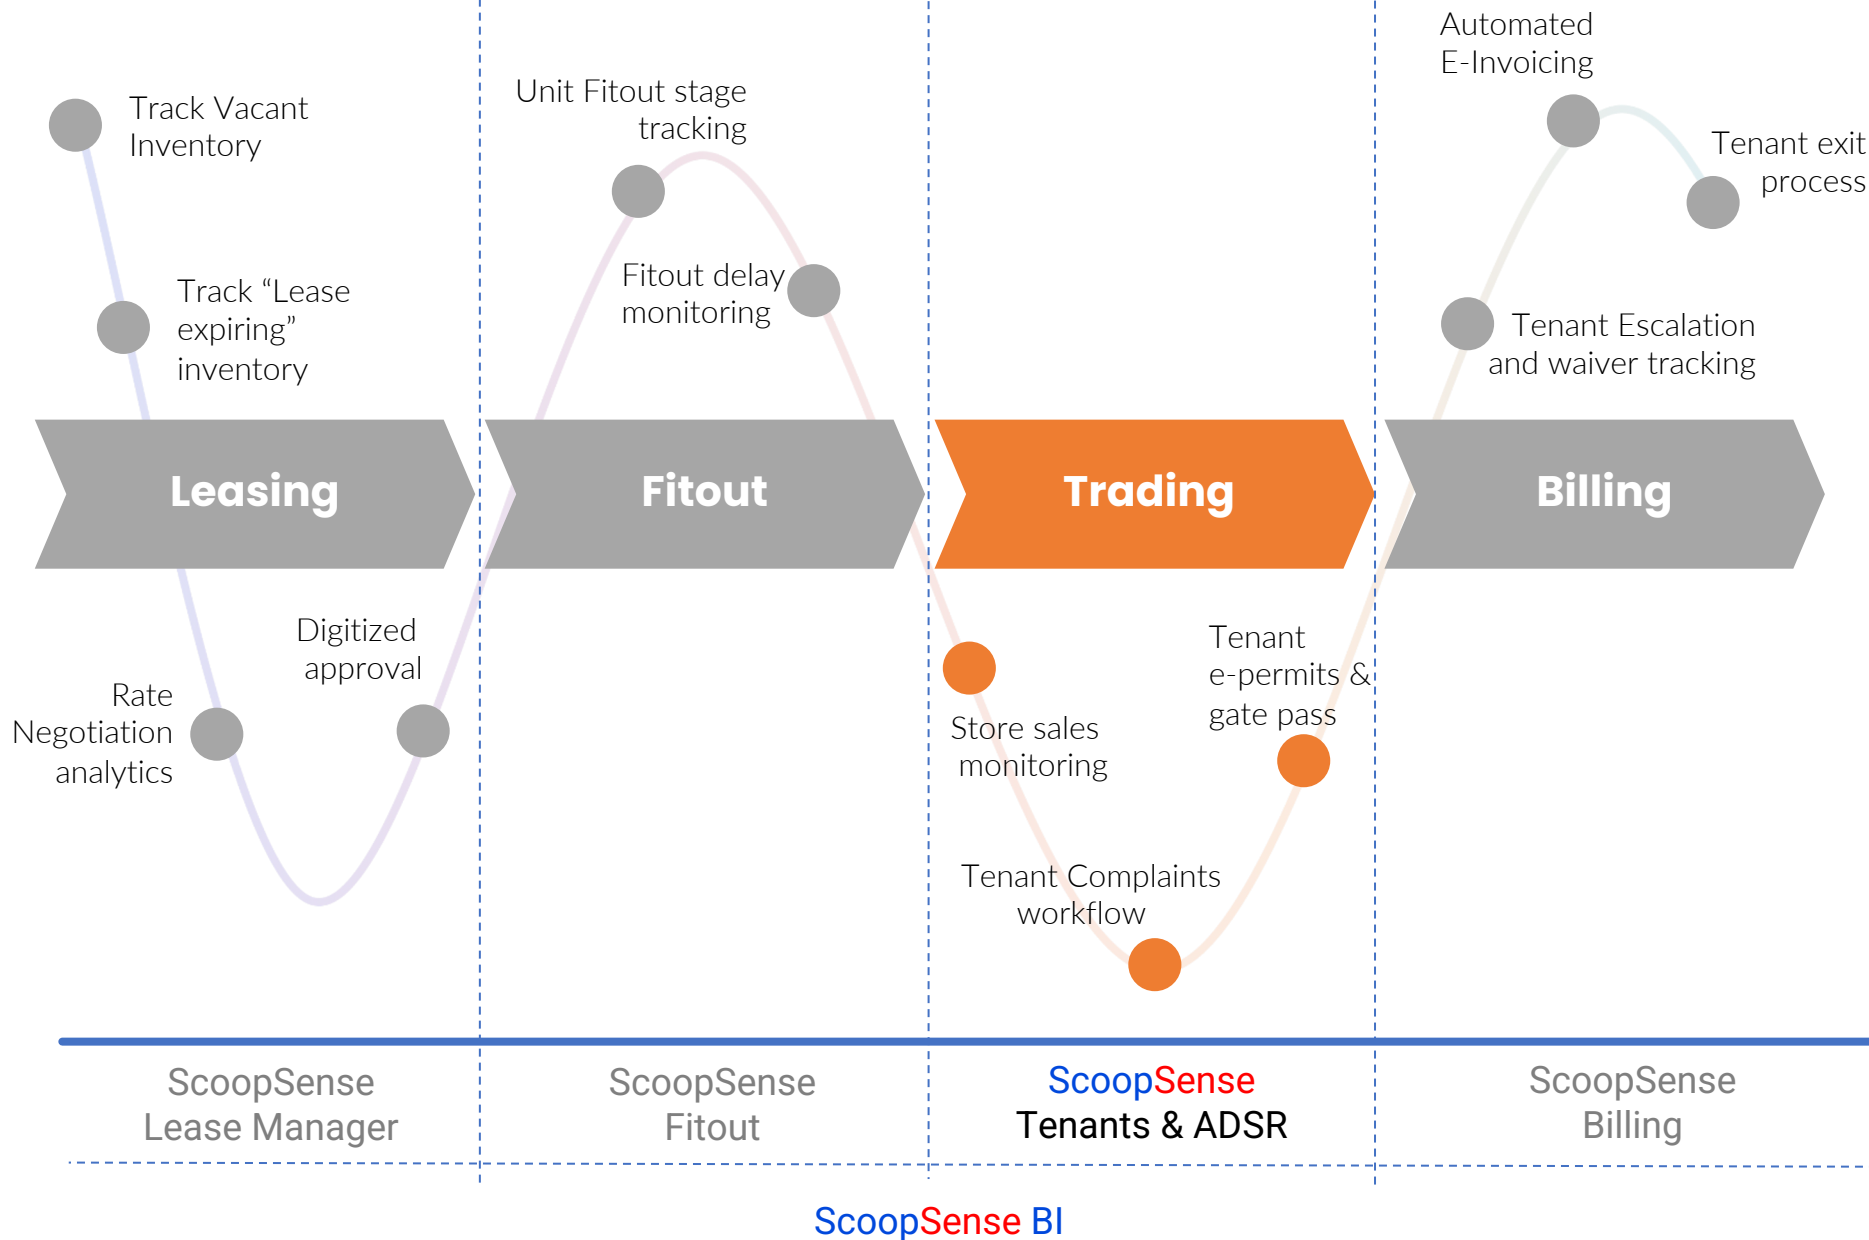 Track Vacant
Inventory
Track “Lease
expiring”
inventory
Unit Fitout stage
tracking
Fitout delay
monitoring
Automated
E-Invoicing
Tenant exit
process
Tenant Escalation
and waiver tracking
Leasing
Fitout
Trading
Billing
Rate
Negotiation
analytics
Digitized
approval
Store sales
monitoring
Tenant Complaints
workflow
Tenant
e-permits &
gate pass
ScoopSense
Lease Manager
ScoopSense
Fitout
ScoopSense
Tenants & ADSR
ScoopSense
Billing
ScoopSense BI